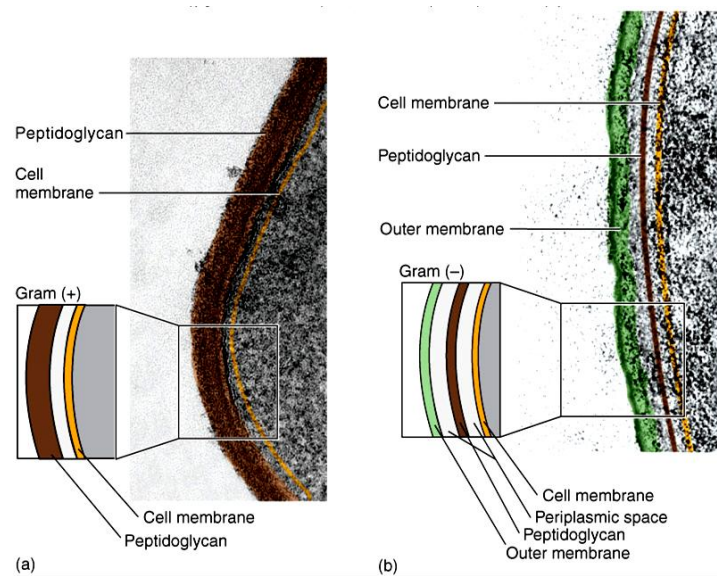 Peptidoglycan
Cell
membrane
Gram (+)
Cell membrane
Peptidoglycan
(a)
Cell membrane
Peptidoglycan
Outer membrane
Gram (–)
Cell membrane
Periplasmic space
Peptidoglycan
Outer membrane
(b)